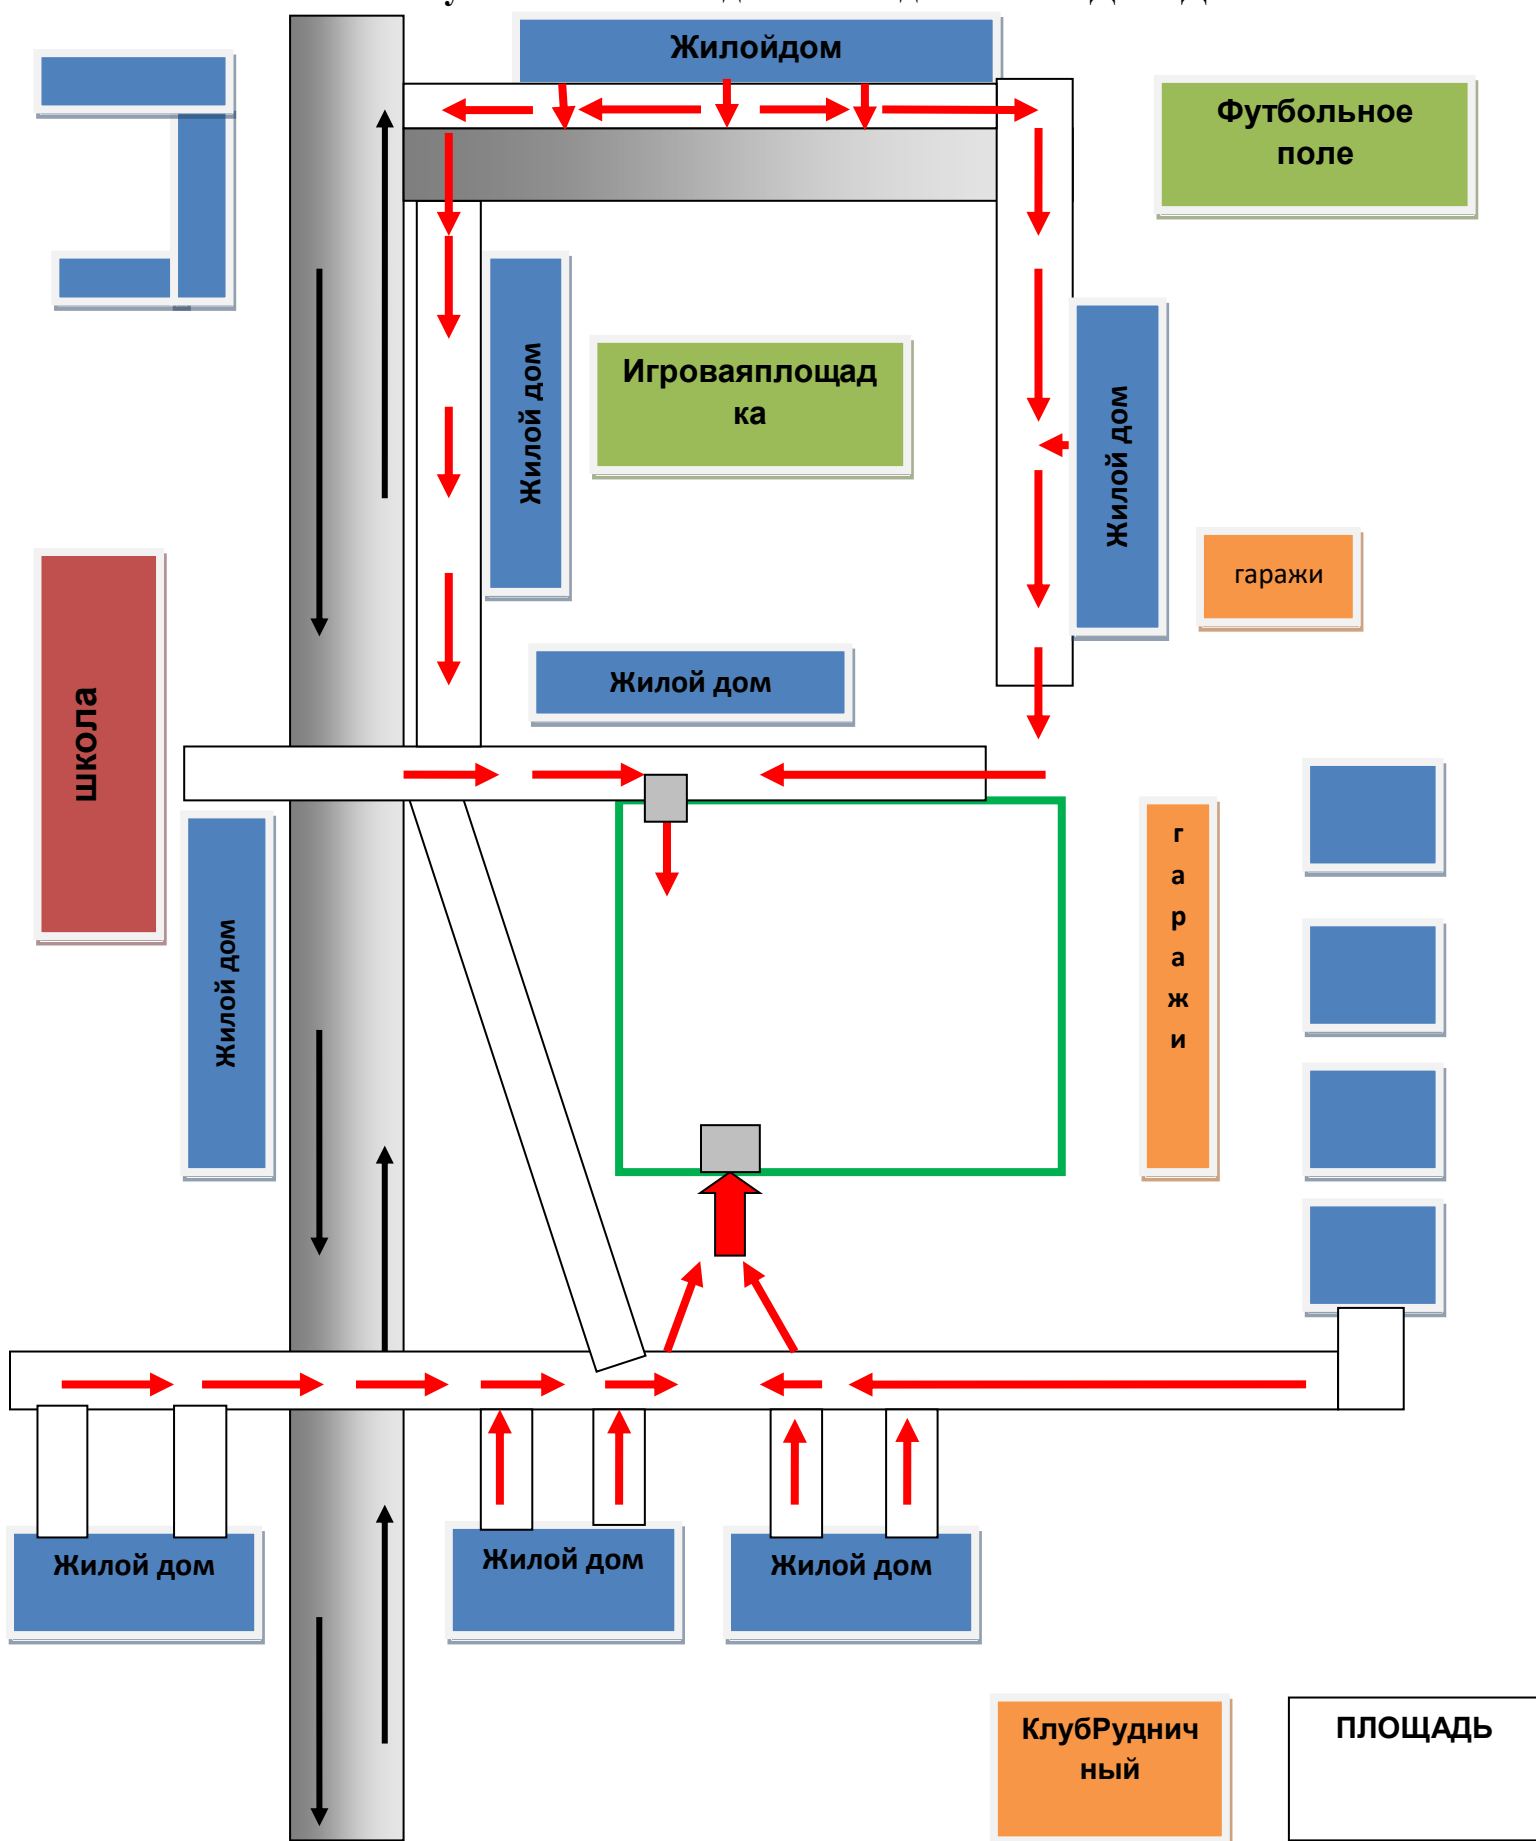 Жилойдом
Футбольное
поле
Жилой дом
Игроваяплощад
ка
Жилой дом
гаражи
школа
Жилой дом
Жилой дом
г
а
р
а
ж
и
Жилой дом
Жилой дом
Жилой дом
КлубРуднич
ный
ПЛОЩАДЬ